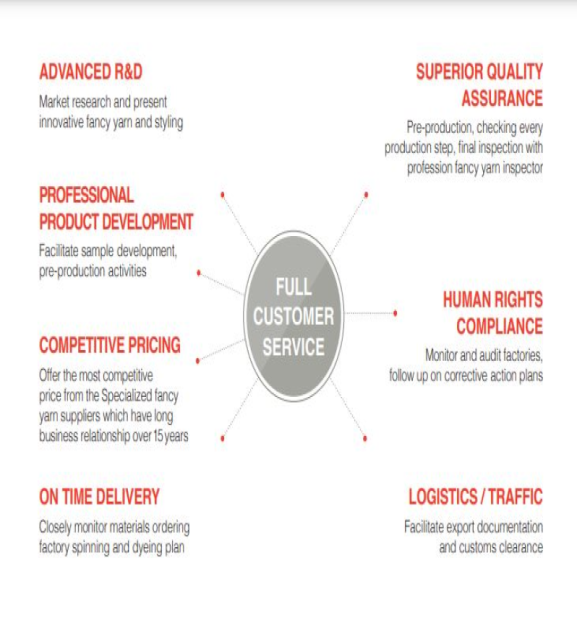 ADVANCED R&D
Market research and present
innovative fancy yarn and styling
PROFESSIONAL
PRODUCT DEVELOPMENT
Facilitate sample development,
pre-production activities
COMPETITIVE PRICING
Offer the most competitive
price from the Specialized fancy
yarn suppliers which have long
business relationship over 15 years
ON TIME DELIVERY
Closely monitor materials ordering
factory spinning and dyeing plan
FULL
CUSTOMER
SERVICE
SUPERIOR QUALITY
ASSURANCE
Pre-production, checking every
production step, final inspection with
profession fancy yarn inspector
HUMAN RIGHTS
COMPLIANCE
Monitor and audit factories,
follow up on corrective action plans
LOGISTICS / TRAFFIC
Facilitate export documentation
and customs clearance